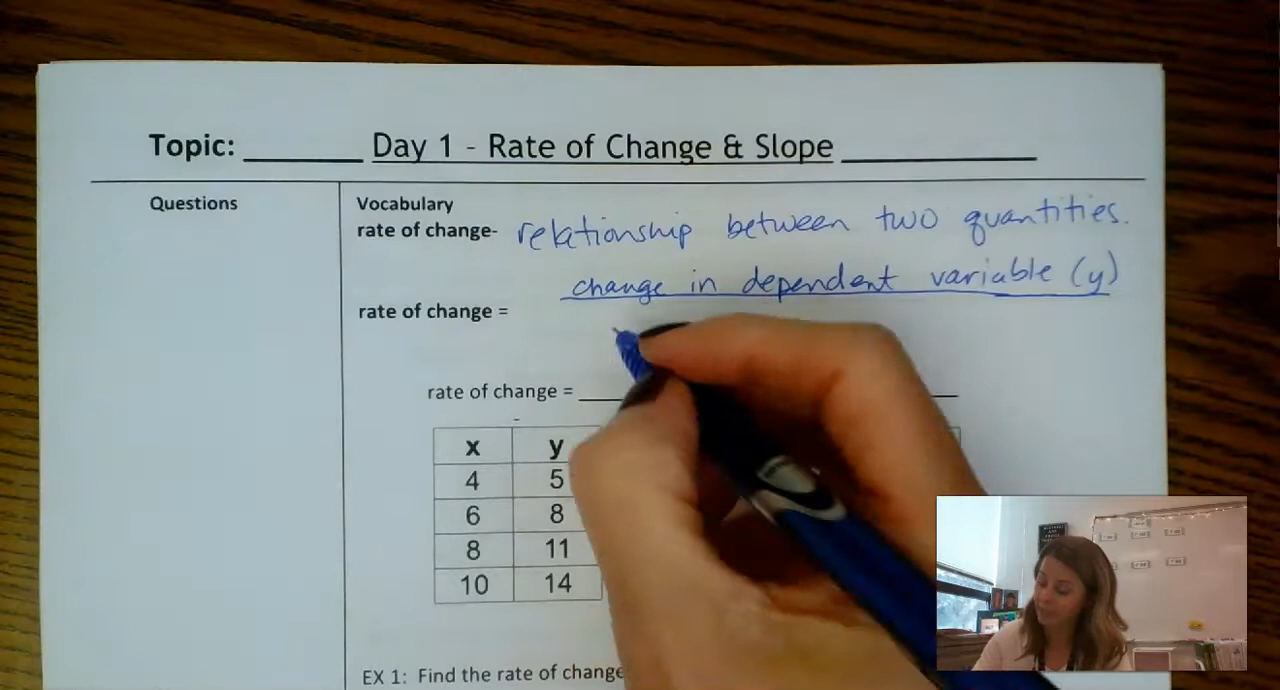 Topic: Day 1 - Rate of Change & Slope
Questions
Vocabulary
rate of change- relationship between two quantities.
change in dependent variable (y)
rate of change =
rate of change =
x y
4 5
6 8
8 11
10 14
EX 1: Find the rate of change